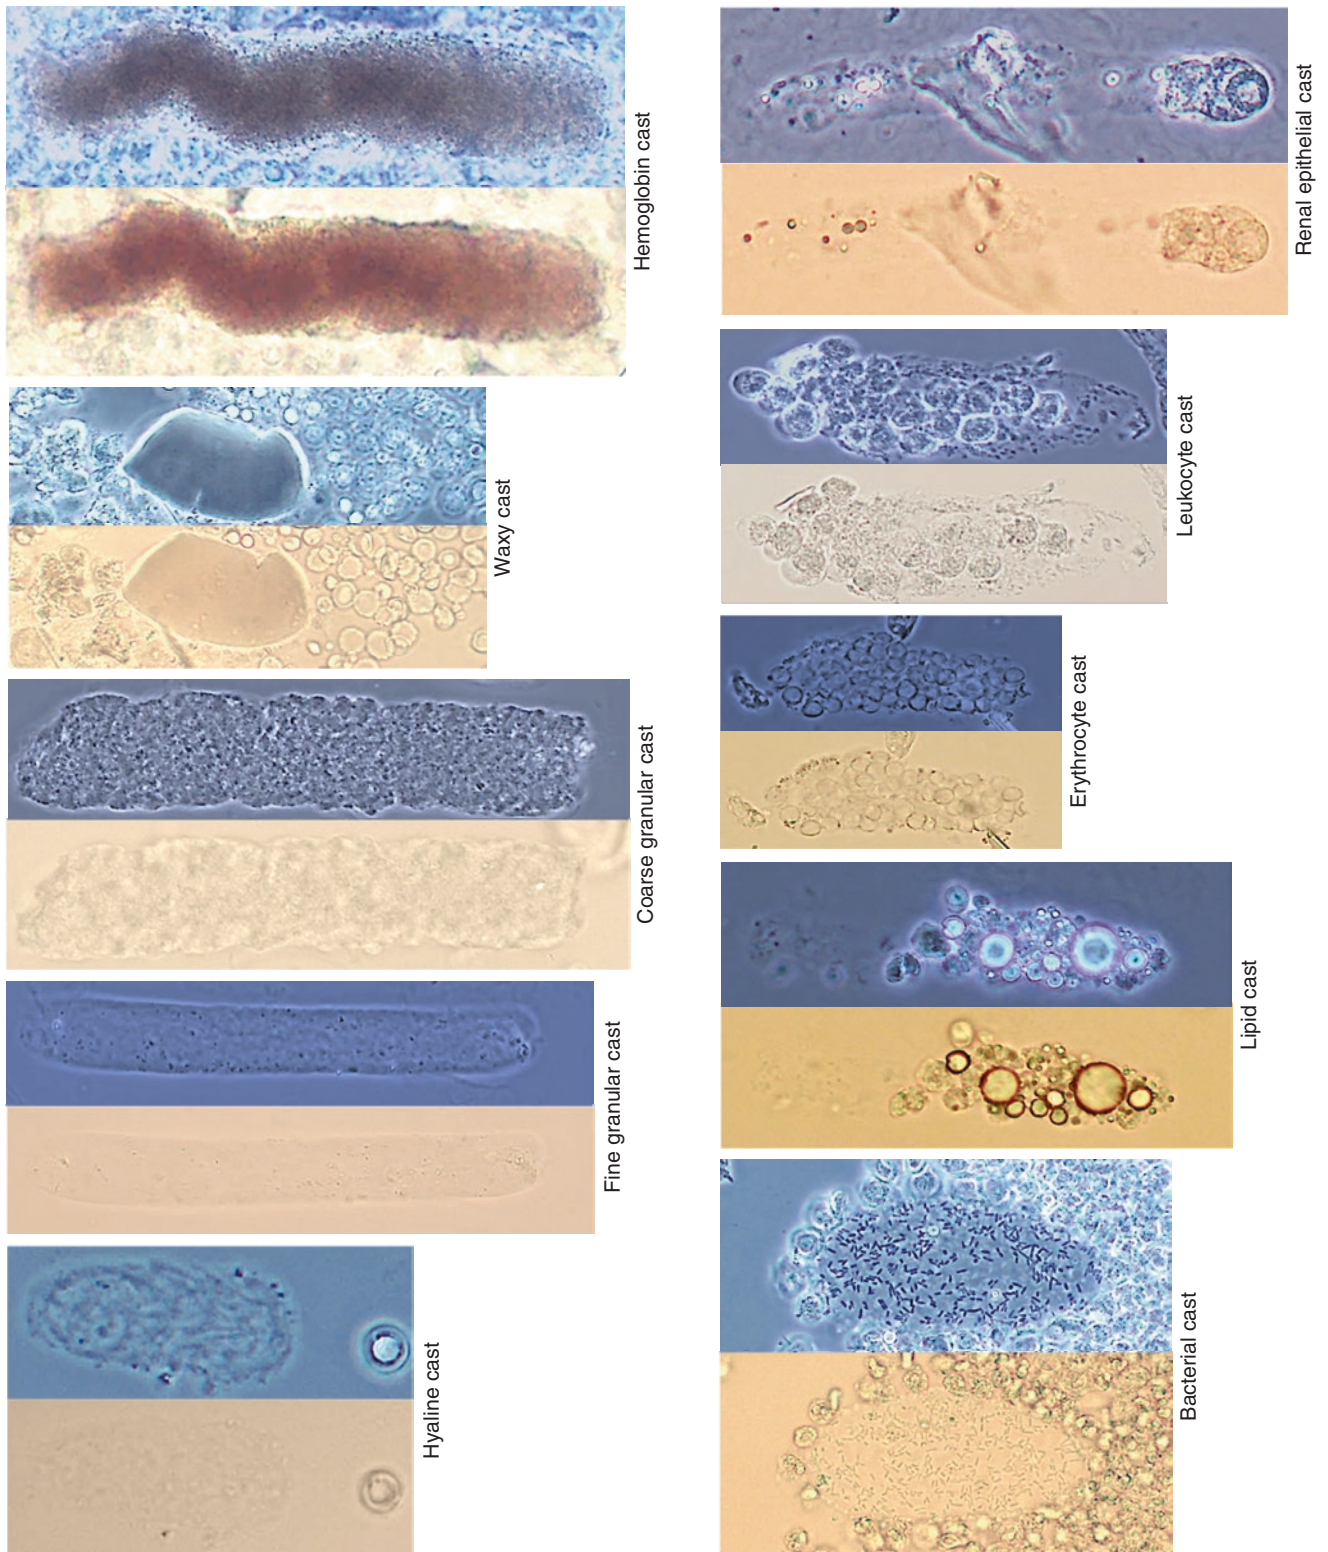 Hemoglobin cast
Waxy cast
Coarse granular cast
Fine granular cast
Hyaline cast
Renal epithelial cast
Leukocyte cast
Erythrocyte cast
Lipid cast
Bacterial cast